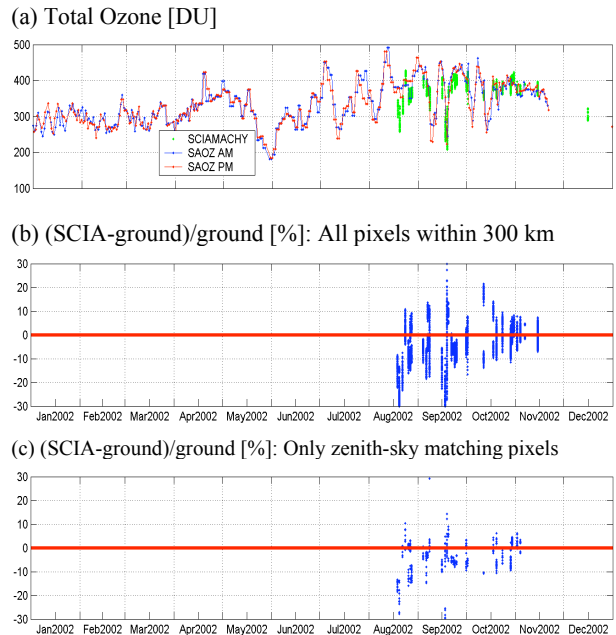 (a) Total Ozone [DU]
500
400
300
200
100
SCIAMACHY
SAOZ AM
SAOZ PM
(b) (SCIA-ground)/ground [%]: All pixels within 300 km
30
20
10
0
-10
-20
-30
Jan2002 Feb2002 Mar2002 Apr2002 May2002 Jun2002 Jul2002 Aug2002 Sep2002 Oct2002 Nov2002 Dec2002
(c) (SCIA-ground)/ground [%]: Only zenith-sky matching pixels
30
20
10
0
-10
-20
-30
Jan2002 Feb2002 Mar2002 Apr2002 May2002 Jun2002 Jul2002 Aug2002 Sep2002 Oct2002 Nov2002 Dec2002